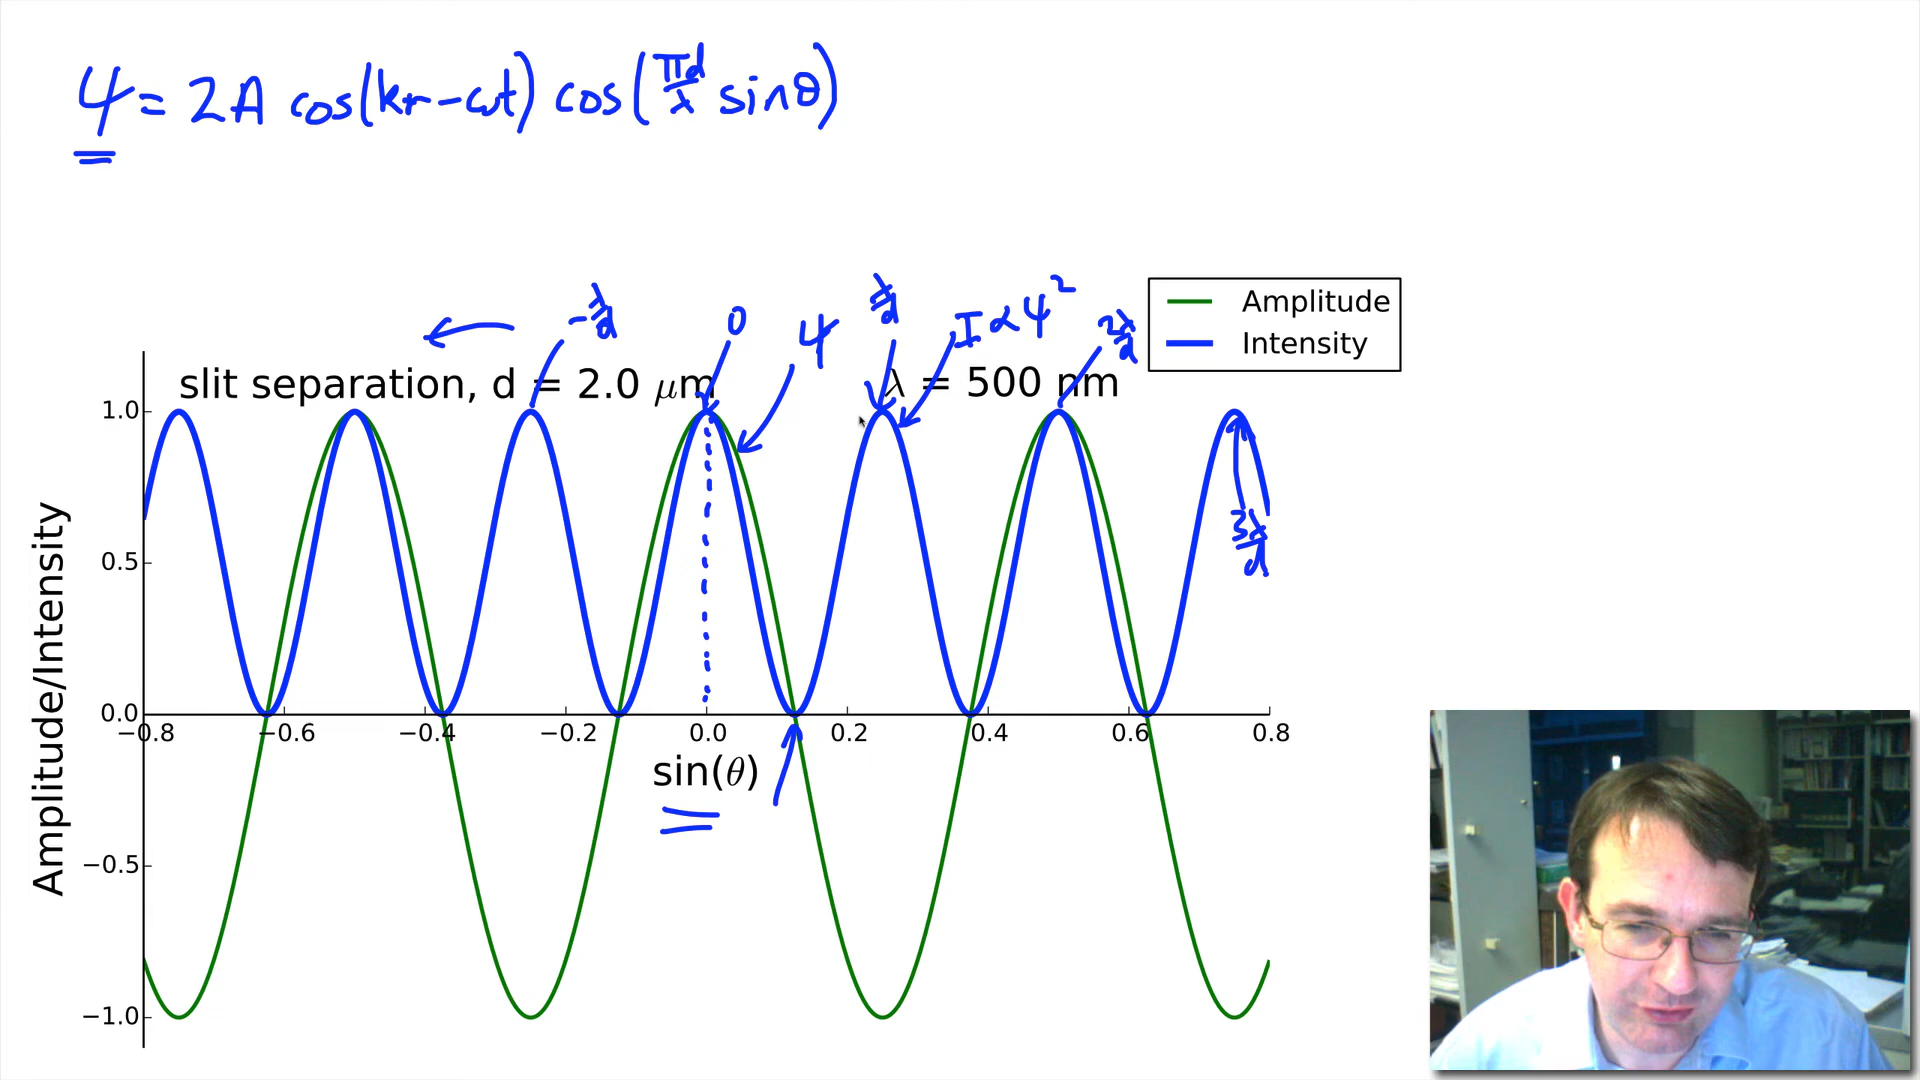 ψ = 2A cos(kr-ωt) cos(πd/λ sinθ)
-λ/d
0
ψ
λ/d
I ∝ ψ²
2λ/d
Amplitude
Intensity
slit separation, d = 2.0 μm
λ = 500 nm
1.0
0.5
0.0
−0.5
−1.0
Amplitude/Intensity
3λ/d
−0.8 −0.6 −0.4 −0.2 0.0 0.2 0.4 0.6 0.8
sin(θ)